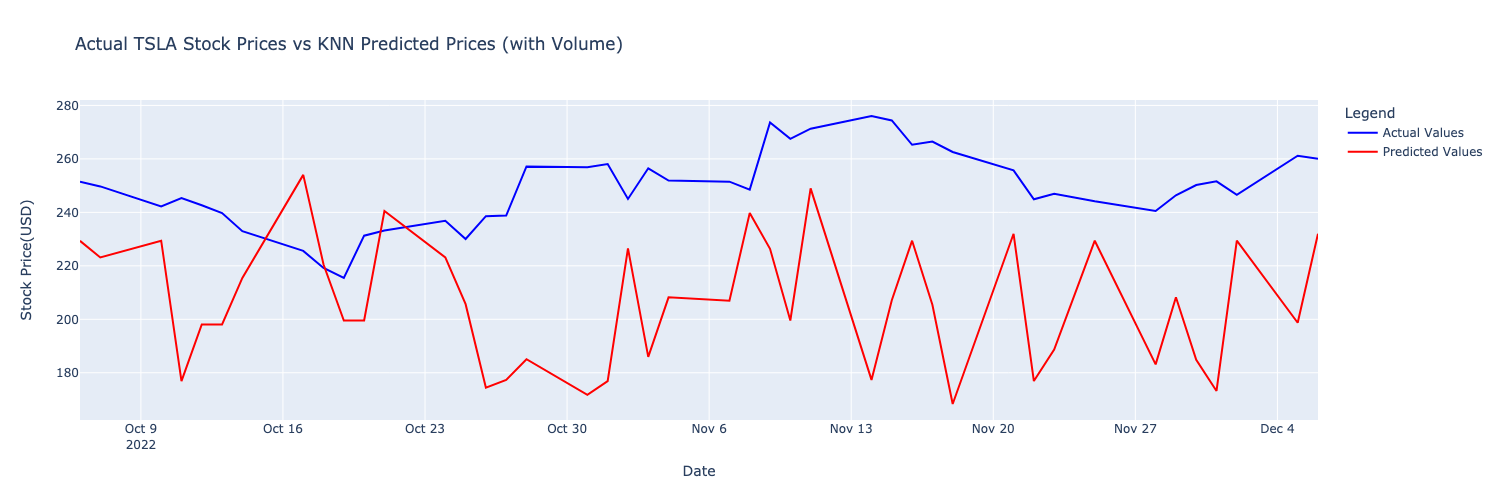 Actual TSLA Stock Prices vs KNN Predicted Prices (with Volume)
Legend
Actual Values
Predicted Values
Stock Price(USD)
280
260
240
220
200
180
Oct 9
2022
Oct 16
Oct 23
Oct 30
Nov 6
Nov 13
Nov 20
Nov 27
Dec 4
Date